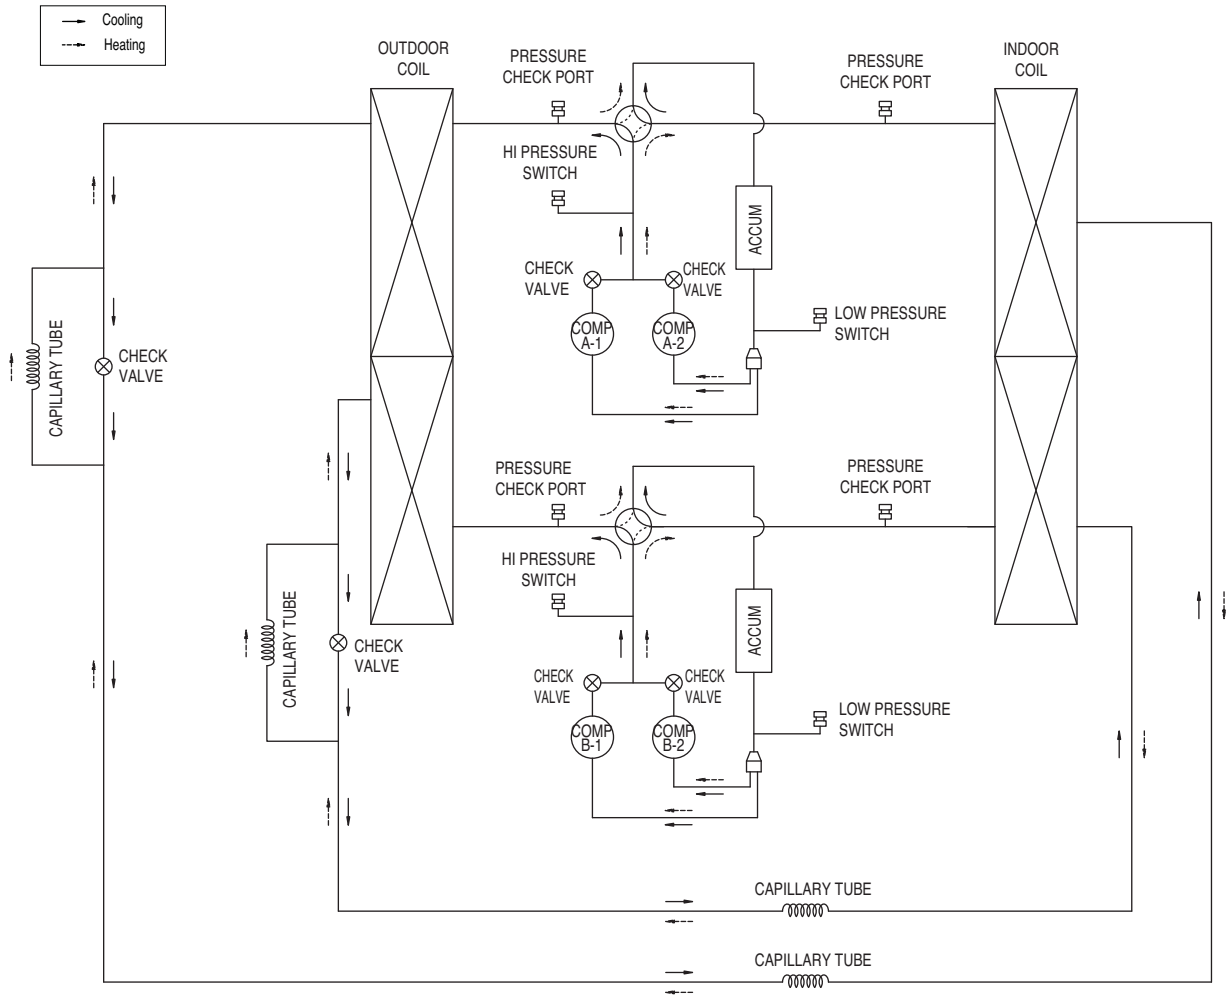 Cooling
Heating
OUTDOOR
COIL
PRESSURE
CHECK PORT
PRESSURE
CHECK PORT
INDOOR
COIL
HI PRESSURE
SWITCH
ACCUM
CHECK
VALVE
CHECK
VALVE
LOW PRESSURE
SWITCH
COMP
A-1
COMP
A-2
CAPILLARY TUBE
CHECK
VALVE
PRESSURE
CHECK PORT
PRESSURE
CHECK PORT
HI PRESSURE
SWITCH
ACCUM
CAPILLARY TUBE
CHECK
VALVE
CHECK
VALVE
CHECK
VALVE
LOW PRESSURE
SWITCH
COMP
B-1
COMP
B-2
CAPILLARY TUBE
CAPILLARY TUBE